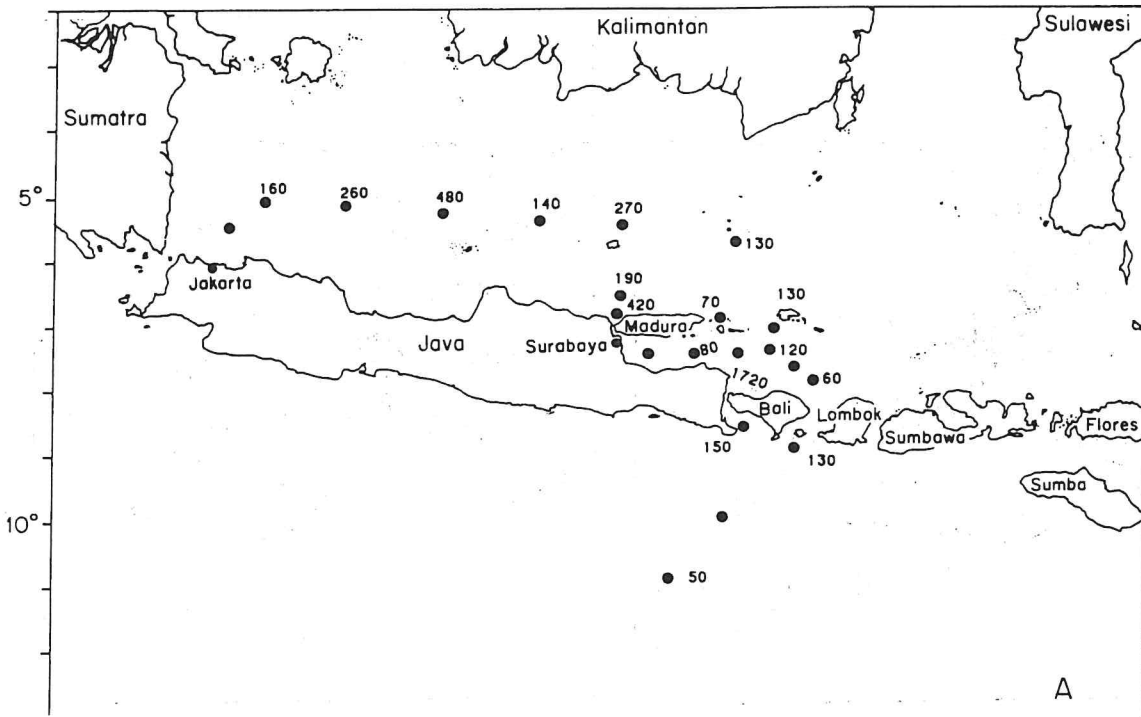 Kalimantan
Sulawesi
Sumatra
5°
160
260
480
140
270
130
190
420
70
130
Jakarta
Madura
Java
Surabaya
80
120
1720
60
Bali
Lombok
Sumbawa
Flores
150
130
Sumba
10°
50
A